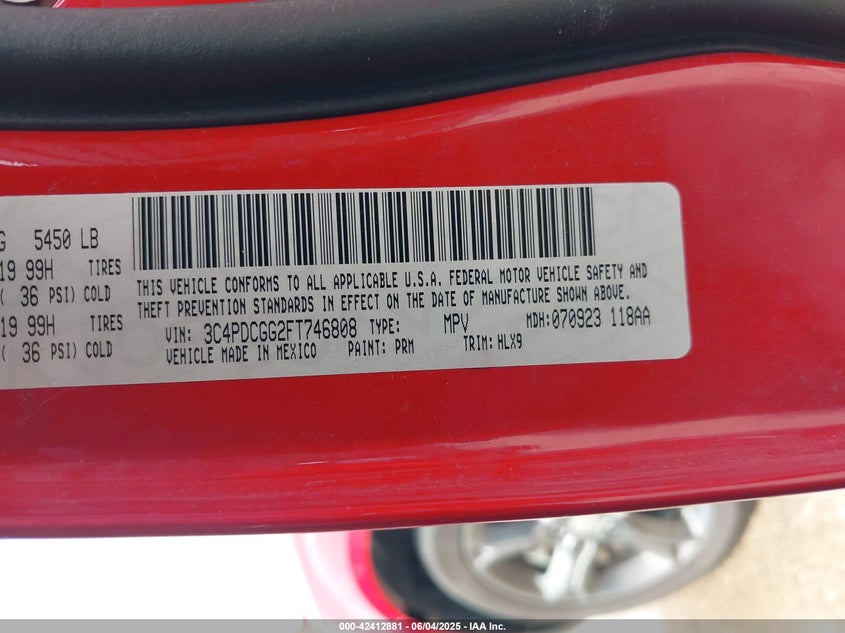 G 5450 LB
19 99H TIRES
( 36 PSI) COLD
19 99H TIRES
( 36 PSI) COLD
THIS VEHICLE CONFORMS TO ALL APPLICABLE U.S.A. FEDERAL MOTOR VEHICLE SAFETY AND
THEFT PREVENTION STANDARDS IN EFFECT ON THE DATE OF MANUFACTURE SHOWN ABOVE.
VIN: 3C4PDCGG2FT746808 TYPE: MPV MDH:070923 118AA
VEHICLE MADE IN MEXICO PAINT: PRM TRIM: HLX9
000-42412881 - 06/04/2025 - IAA Inc.